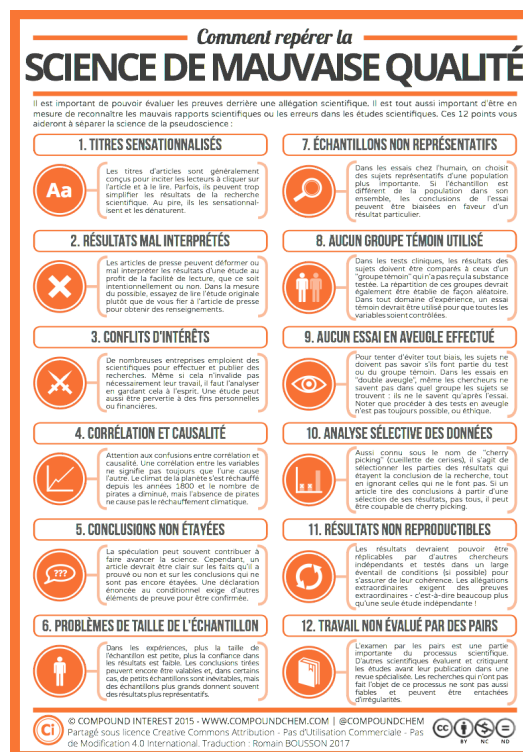 Comment repérer la
SCIENCE DE MAUVAISE QUALITÉ
Il est important de pouvoir évaluer les preuves derrière une allégation scientifique. Il est tout aussi important d'être en
mesure de reconnaître les mauvais rapports scientifiques ou les erreurs dans les études scientifiques. Ces 12 points vous
aideront à séparer la science de la pseudoscience :
1. TITRES SENSATIONNALISÉS
Aa
Les titres d'articles sont généralement
conçus pour inciter les lecteurs à cliquer sur
l'article et à le lire. Parfois, ils peuvent trop
simplifier les résultats de la recherche
scientifique. Au pire, ils les sensationnal-
isent et les dénaturent.
2. RÉSULTATS MAL INTERPRÉTÉS
Les articles de presse peuvent déformer ou
mal interpréter les résultats d'une étude au
profit de la facilité de lecture, que ce soit
intentionnellement ou non. Dans la mesure
du possible, essayez de lire l'étude originale
plutôt que de vous fier à l'article de presse
pour obtenir des renseignements.
3. CONFLITS D'INTÉRÊTS
De nombreuses entreprises emploient des
scientifiques pour effectuer et publier des
recherches. Même si cela n'invalide pas
nécessairement leur travail, il faut l'analyser
en gardant cela à l'esprit. Une étude peut
aussi être pervertie à des fins personnelles
ou financières.
4. CORRÉLATION ET CAUSALITÉ
Attention aux confusions entre corrélation et
causalité. Une corrélation entre les variables
ne signifie pas toujours que l'une cause
l'autre. Le climat de la planète s'est réchauffé
depuis les années 1800 et le nombre de
pirates a diminué, mais l'absence de pirates
ne cause pas le réchauffement climatique.
5. CONCLUSIONS NON ÉTAYÉES
???
La spéculation peut souvent contribuer à
faire avancer la science. Cependant, un
article devrait être clair sur les faits qu'il a
prouvé ou non et sur les conclusions qui ne
sont pas encore étayées. Une déclaration
énoncée au conditionnel exige d'autres
éléments de preuve pour être confirmée.
6. PROBLÈMES DE TAILLE DE L'ÉCHANTILLON
Dans les expériences, plus la taille de
l'échantillon est petite, plus la confiance dans
les résultats est faible. Les conclusions tirées
peuvent encore être valables et, dans certains
cas, de petits échantillons sont inévitables, mais
des échantillons plus grands donnent souvent
des résultats plus représentatifs.
7. ÉCHANTILLONS NON REPRÉSENTATIFS
Dans les essais chez l'humain, on choisit
des sujets représentatifs d'une population
plus importante. Si l'échantillon est
différent de la population dans son
ensemble, les conclusions de l'essai
peuvent être biaisées en faveur d'un
résultat particulier.
8. AUCUN GROUPE TÉMOIN UTILISÉ
Dans les tests cliniques, les résultats des
sujets doivent être comparés à ceux d'un
"groupe témoin" qui n'a pas reçu la substance
testée. La répartition de ces groupes devrait
également être établie de façon aléatoire.
Dans tout domaine d'expérience, un essai
témoin devrait être utilisé pour que toutes les
variables soient contrôlées.
9. AUCUN ESSAI EN AVEUGLE EFFECTUÉ
Pour tenter d'éviter tout biais, les sujets ne
doivent pas savoir s'ils font partie du test
ou du groupe témoin. Dans les essais en
"double aveugle", même les chercheurs ne
savent pas dans quel groupe les sujets se
trouvent : ils ne le savent qu'après l'essai.
Noter que procéder à des tests en aveugle
n'est pas toujours possible, ou éthique.
10. ANALYSE SÉLECTIVE DES DONNÉES
Aussi connu sous le nom de "cherry
picking" (cueillette de cerises), il s'agit de
sélectionner les parties des résultats qui
étayent la conclusion de la recherche, tout
en ignorant celles qui ne le font pas. Si un
article tire des conclusions à partir d'une
sélection de ses résultats, pas tous, il peut
être coupable de cherry picking.
11. RÉSULTATS NON REPRODUCTIBLES
Les résultats devraient pouvoir être
réplicables par d'autres chercheurs
indépendants et testés dans un large
éventail de conditions (si possible) pour
s'assurer de leur cohérence. Les allégations
extraordinaires exigent des preuves
extraordinaires - c'est-à-dire beaucoup plus
qu'une seule étude indépendante !
12. TRAVAIL NON ÉVALUÉ PAR DES PAIRS
L'examen par les pairs est une partie
importante du processus scientifique.
D'autres scientifiques évaluent et critiquent
les études avant leur publication dans une
revue spécialisée. Les recherches qui n'ont pas
fait l'objet de ce processus ne sont pas aussi
fiables et peuvent être entachées
d'irrégularités.
Ci
© COMPOUND INTEREST 2015 - WWW.COMPOUNDCHEM.COM | @COMPOUNDCHEM
Partagé sous licence Creative Commons Attribution - Pas d'Utilisation Commerciale - Pas
de Modification 4.0 International. Traduction : Romain BOUSSON 2017
CC
BY NC ND